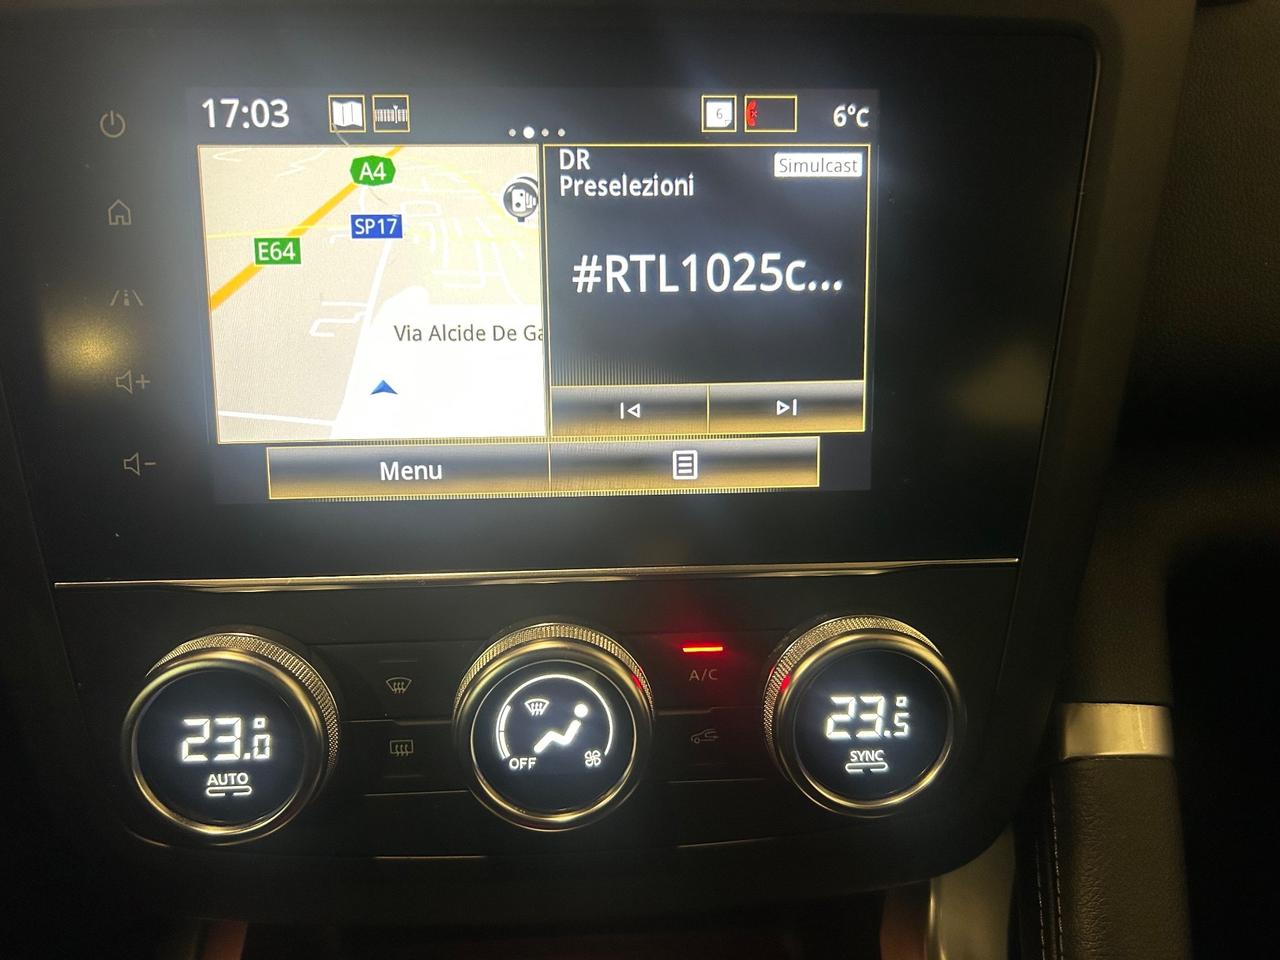 17:03
6
6°C
A4
SP17
E64
Via Alcide De Ga
DR
Preselezioni
Simulcast
#RTL1025c...
Menu
A/C
23.0
AUTO
OFF
23.5
SYNC